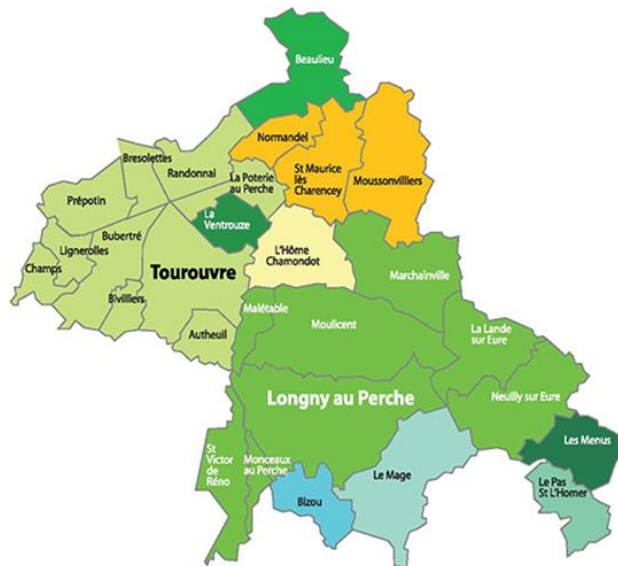 Beaulieu
Normandel
Bresolettes
Randonnai
La Poterie
au Perche
St Maurice
lès
Charencey
Moussonvilliers
Prépotin
La
Ventrouze
Bubertré
Lignerolles
L'Hôme
Chamondot
Champs
Tourouvre
Marchainville
Bivilliers
Malétable
Autheuil
Moulicent
La Lande
sur Eure
Longny au Perche
Neuilly sur Eure
Les Menus
St
Victor
de
Réno
Monceaux
au Perche
Le Mage
Le Pas
St L'Homer
Bizou